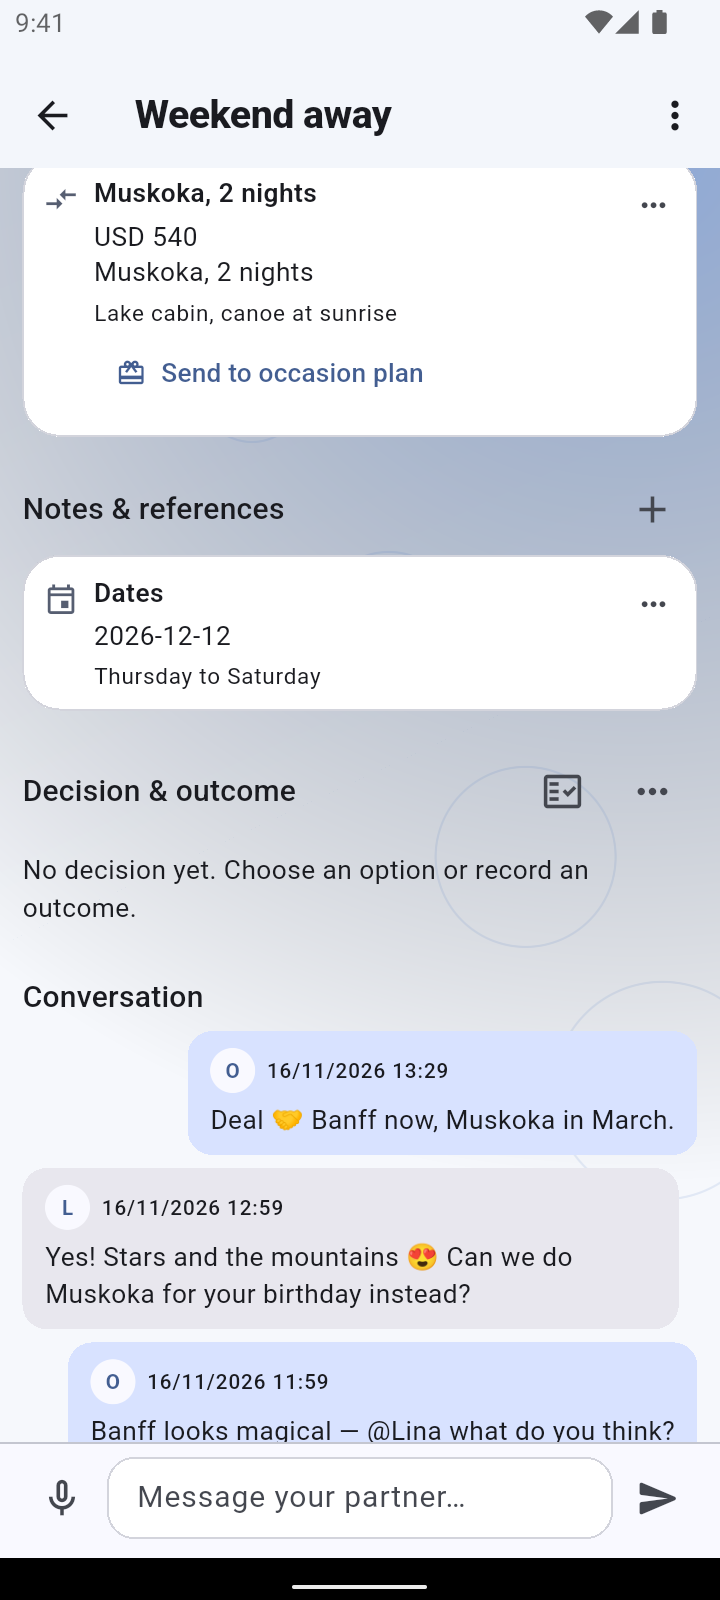 9:41
Weekend away
Muskoka, 2 nights
USD 540
Muskoka, 2 nights
Lake cabin, canoe at sunrise
Send to occasion plan
Notes & references
Dates
2026-12-12
Thursday to Saturday
Decision & outcome
No decision yet. Choose an option or record an
outcome.
Conversation
O 16/11/2026 13:29
Deal 🤝 Banff now, Muskoka in March.
L 16/11/2026 12:59
Yes! Stars and the mountains 😍 Can we do
Muskoka for your birthday instead?
O 16/11/2026 11:59
Banff looks magical — @Lina what do you think?
Message your partner…